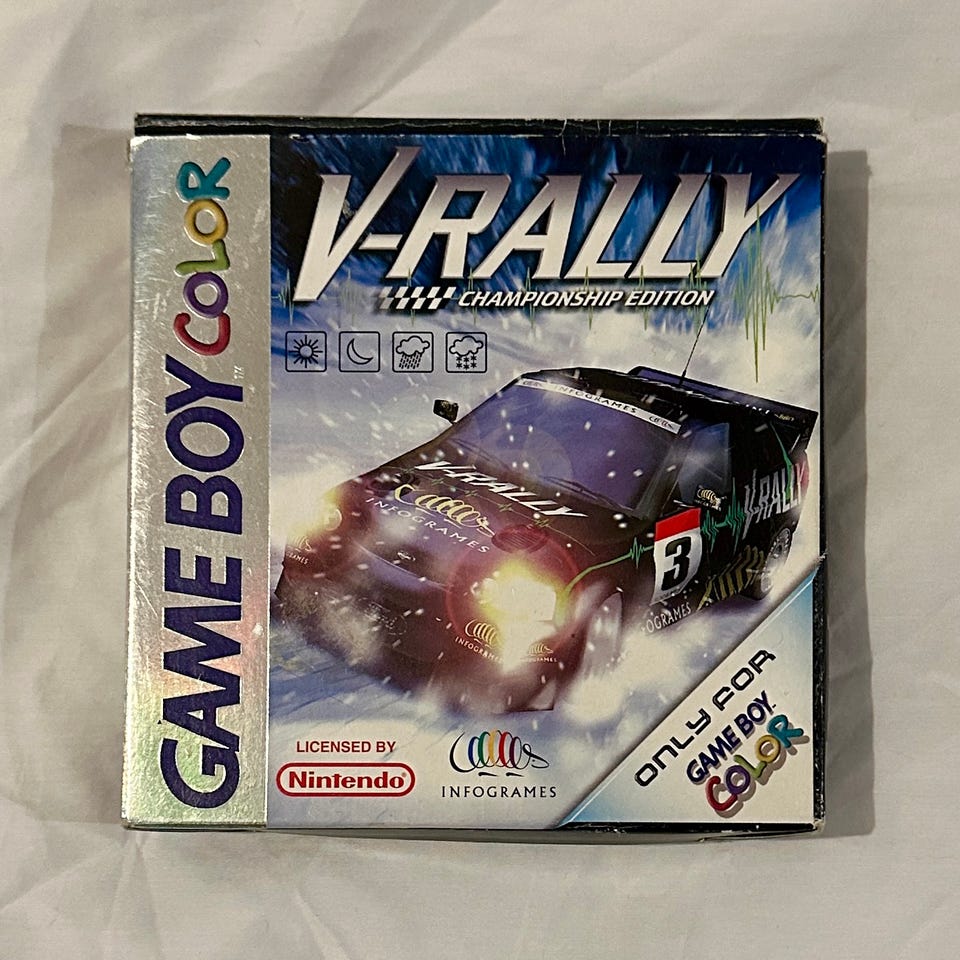 GAME BOY COLOR
TM
V-RALLY
CHAMPIONSHIP EDITION
INFOGRAMES
V-RALLY
INFOGRAMES
V-RALLY
3
INFOGRAMES
INFOGRAMES
LICENSED BY
Nintendo
INFOGRAMES
ONLY FOR
GAME BOY
COLOR